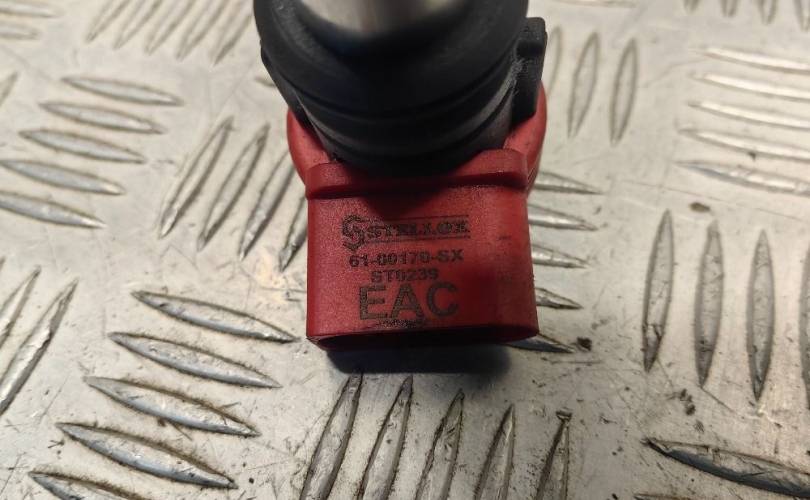 STELLOX
61-00170-SX
ST0239
EAC